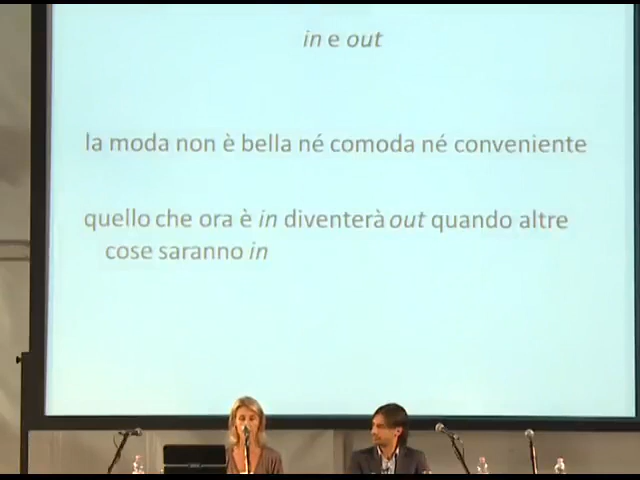 in e out
la moda non è bella né comoda né conveniente
quello che ora è in diventerà out quando altre
cose saranno in